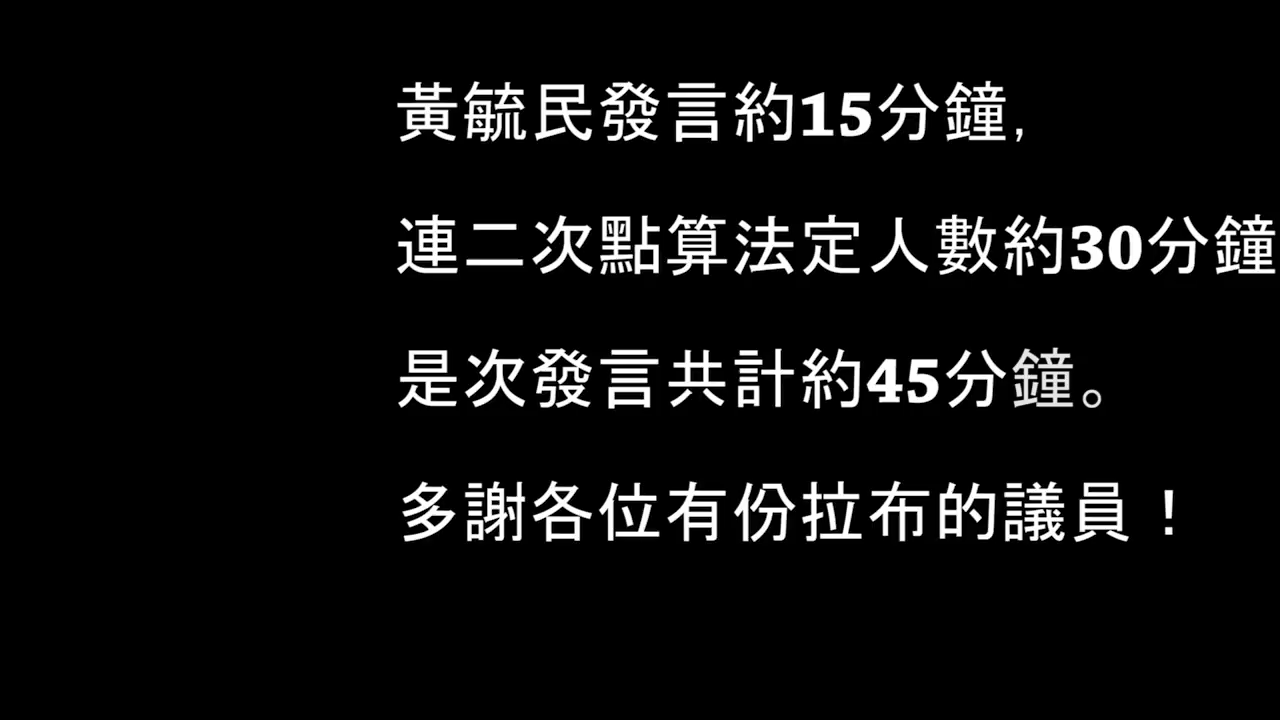 黃毓民發言約15分鐘,
連二次點算法定人數約30分鐘
是次發言共計約45分鐘。
多謝各位有份拉布的議員！